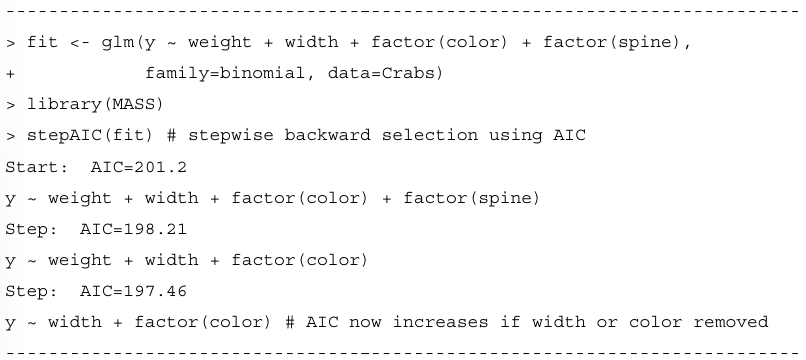 > fit <- glm(y ~ weight + width + factor(color) + factor(spine),
+            family=binomial, data=Crabs)
> library(MASS)
> stepAIC(fit) # stepwise backward selection using AIC
Start:  AIC=201.2
y ~ weight + width + factor(color) + factor(spine)
Step:  AIC=198.21
y ~ weight + width + factor(color)
Step:  AIC=197.46
y ~ width + factor(color) # AIC now increases if width or color removed